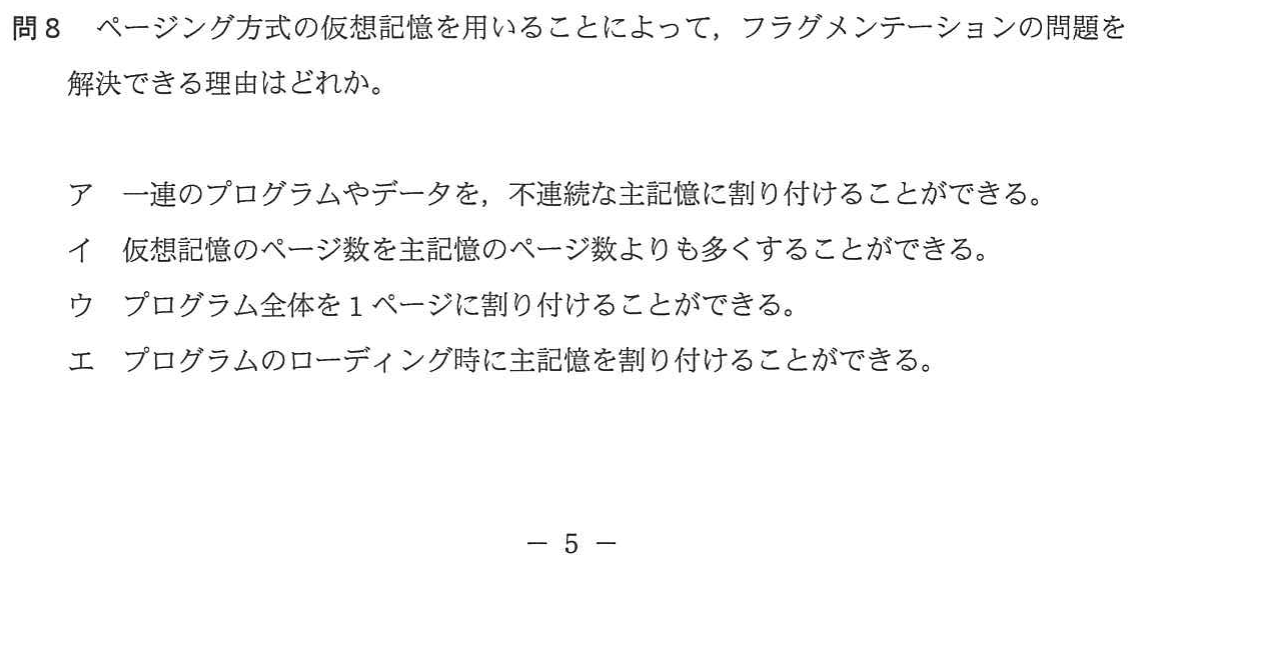 問8 ページング方式の仮想記憶を用いることによって，フラグメンテーションの問題を
解決できる理由はどれか。
ア 一連のプログラムやデータを，不連続な主記憶に割り付けることができる。
イ 仮想記憶のページ数を主記憶のページ数よりも多くすることができる。
ウ プログラム全体を1ページに割り付けることができる。
エ プログラムのローディング時に主記憶を割り付けることができる。
－ 5 －